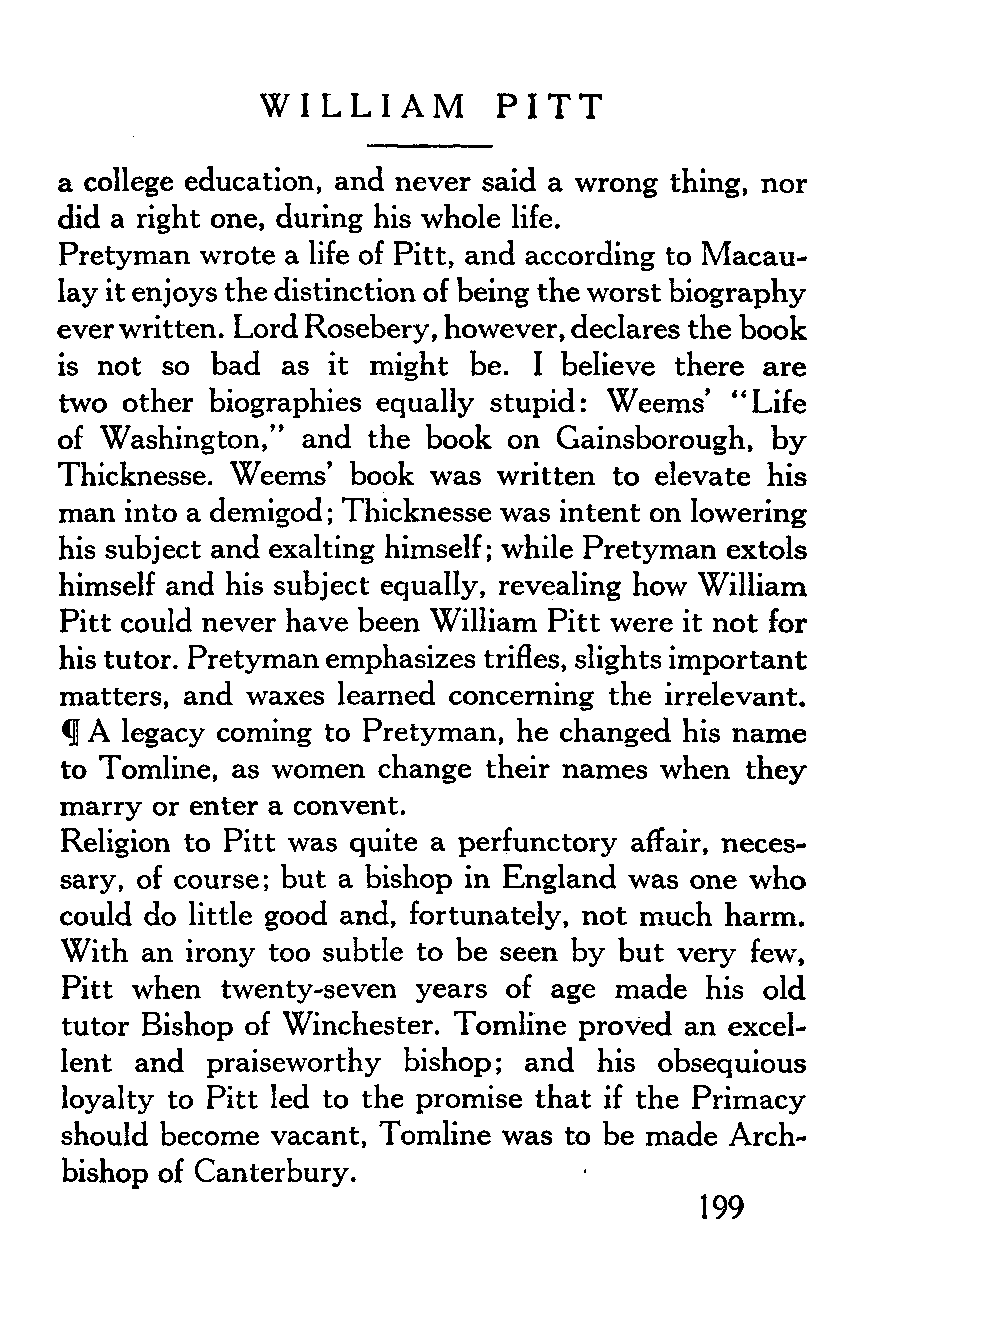 WILLIAM PITT
a college education, and never said a wrong thing, nor
did a right one, during his whole life.
Pretyman wrote a life of Pitt, and according to Macau-
lay it enjoys the distinction of being the worst biography
ever written. Lord Rosebery, however, declares the book
is not so bad as it might be. I believe there are
two other biographies equally stupid: Weems' "Life
of Washington," and the book on Gainsborough, by
Thicknesse. Weems' book was written to elevate his
man into a demigod; Thicknesse was intent on lowering
his subject and exalting himself; while Pretyman extols
himself and his subject equally, revealing how William
Pitt could never have been William Pitt were it not for
his tutor. Pretyman emphasizes trifles, slights important
matters, and waxes learned concerning the irrelevant.
¶ A legacy coming to Pretyman, he changed his name
to Tomline, as women change their names when they
marry or enter a convent.
Religion to Pitt was quite a perfunctory affair, neces-
sary, of course; but a bishop in England was one who
could do little good and, fortunately, not much harm.
With an irony too subtle to be seen by but very few,
Pitt when twenty-seven years of age made his old
tutor Bishop of Winchester. Tomline proved an excel-
lent and praiseworthy bishop; and his obsequious
loyalty to Pitt led to the promise that if the Primacy
should become vacant, Tomline was to be made Arch-
bishop of Canterbury.
199